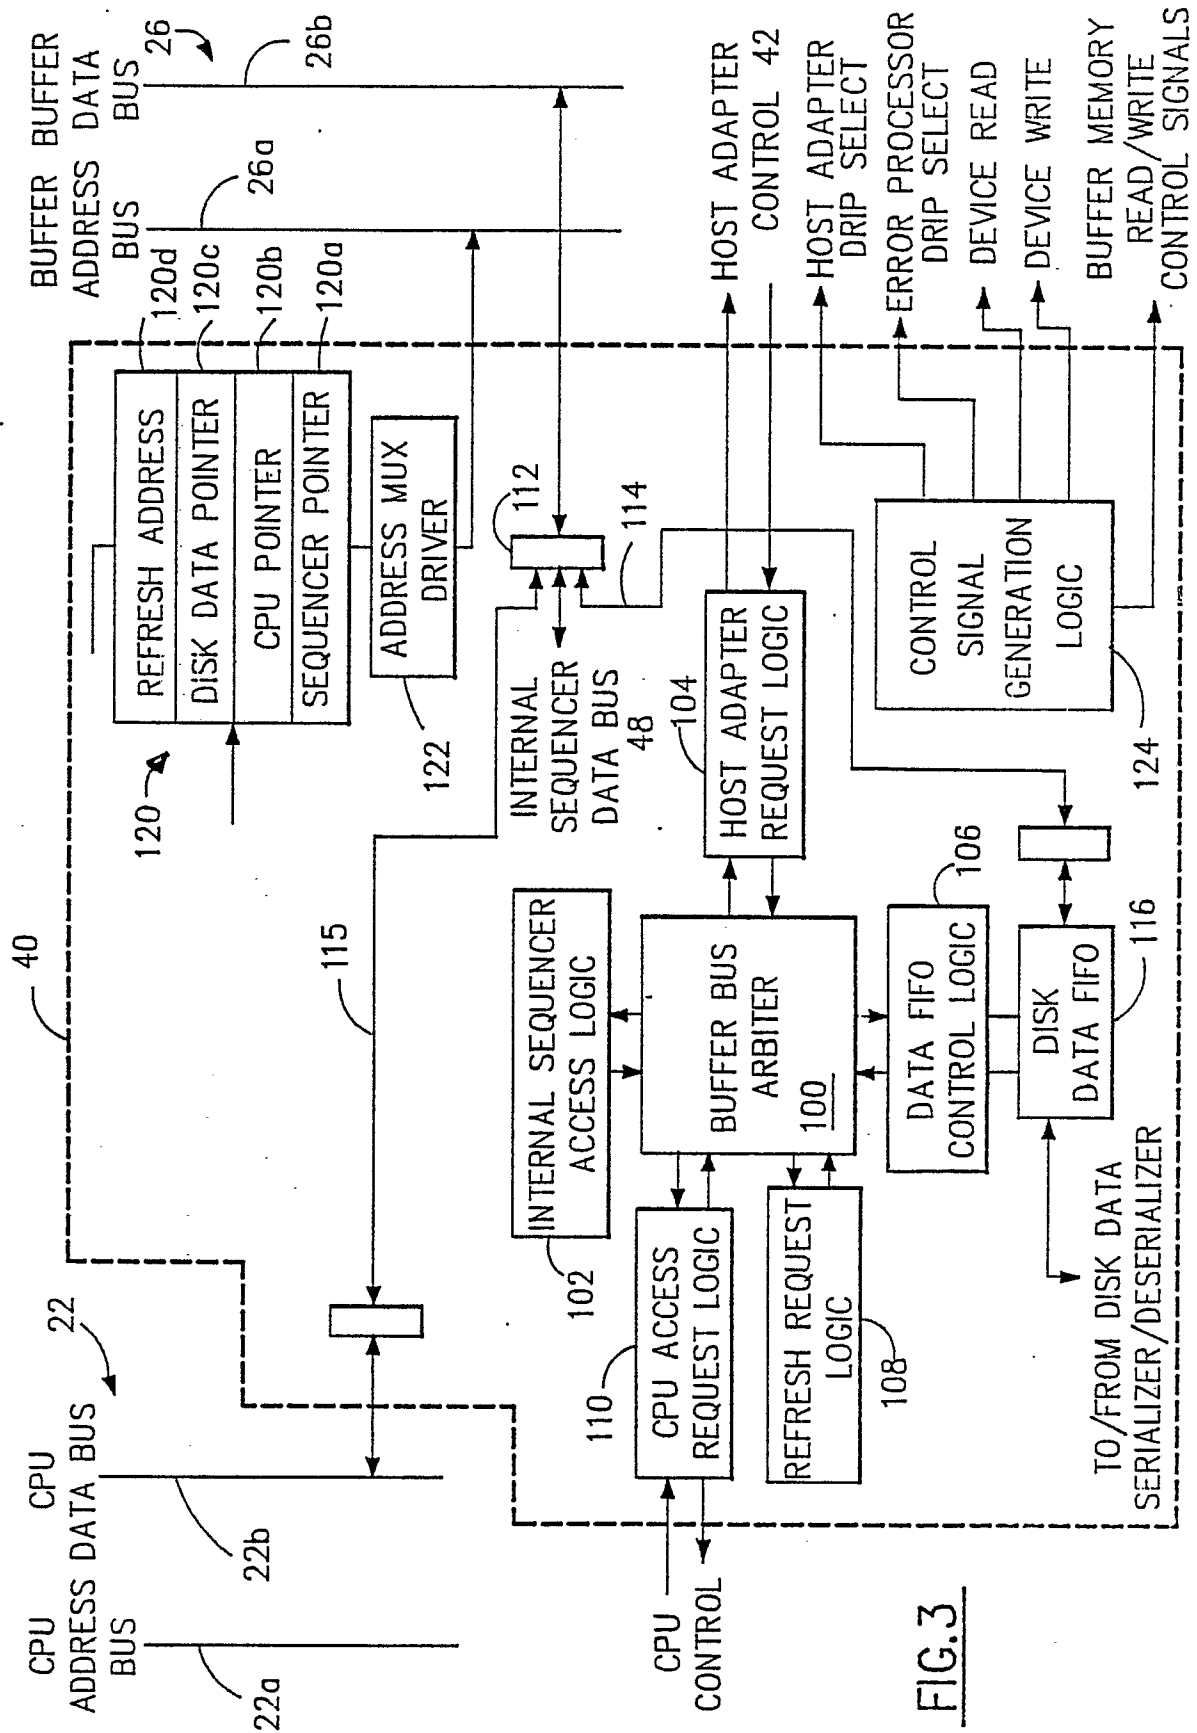 CPU
ADDRESS
BUS
CPU
DATA BUS
22
22a
22b
40
BUFFER
ADDRESS
BUS
BUFFER
DATA
BUS
26
26a
26b
120
REFRESH ADDRESS
DISK DATA POINTER
CPU POINTER
SEQUENCER POINTER
120d
120c
120b
120a
ADDRESS MUX
DRIVER
122
115
112
114
INTERNAL
SEQUENCER
DATA BUS
48
INTERNAL SEQUENCER
ACCESS LOGIC
102
CPU
CONTROL
CPU ACCESS
REQUEST LOGIC
110
BUFFER BUS
ARBITER
100
HOST ADAPTER
REQUEST LOGIC
104
HOST ADAPTER
CONTROL 42
REFRESH REQUEST
LOGIC
108
DATA FIFO
CONTROL LOGIC
106
DISK
DATA FIFO
116
TO/FROM DISK DATA
SERIALIZER/DESERIALIZER
CONTROL
SIGNAL
GENERATION
LOGIC
124
HOST ADAPTER
DRIP SELECT
ERROR PROCESSOR
DRIP SELECT
DEVICE READ
DEVICE WRITE
BUFFER MEMORY
READ/WRITE
CONTROL SIGNALS
FIG.3